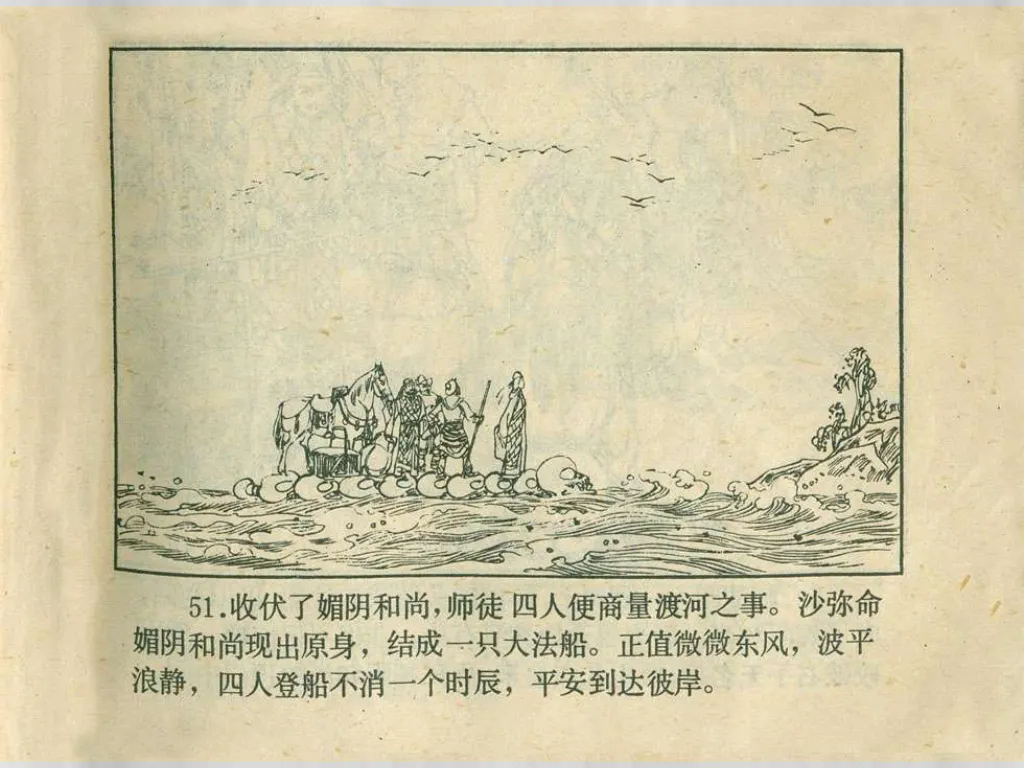 51.收伏了媚阴和尚,师徒四人便商量渡河之事。沙弥命
媚阴和尚现出原身，结成一只大法船。正值微微东风，波平
浪静，四人登船不消一个时辰，平安到达彼岸。